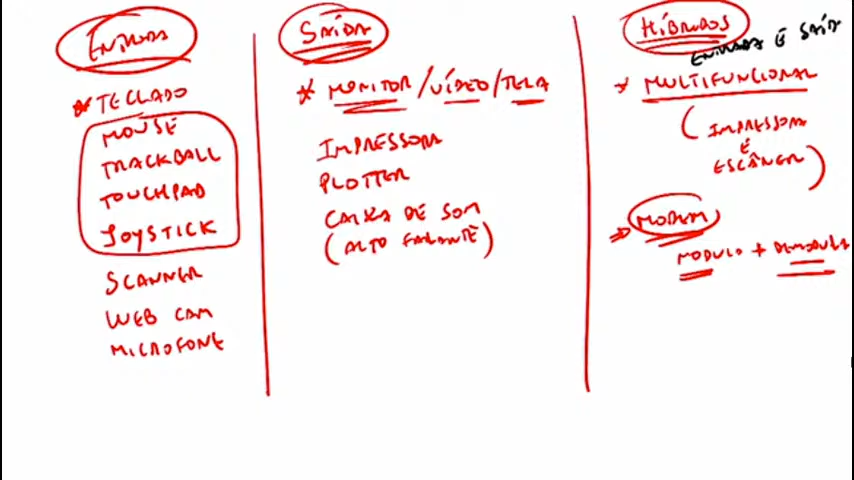 ENTRADA
* TECLADO
MOUSE
TRACKBALL
TOUCHPAD
JOYSTICK
SCANNER
WEB CAM
MICROFONE
SAÍDA
* MONITOR/VÍDEO/TELA
IMPRESSORA
PLOTTER
CAIXA DE SOM
(ALTO FALANTE)
HÍBRIDOS
ENTRADA E SAÍDA
* MULTIFUNCIONAL
(IMPRESSORA
E
ESCÂNER)
MODEM
MODULA + DEMODULA